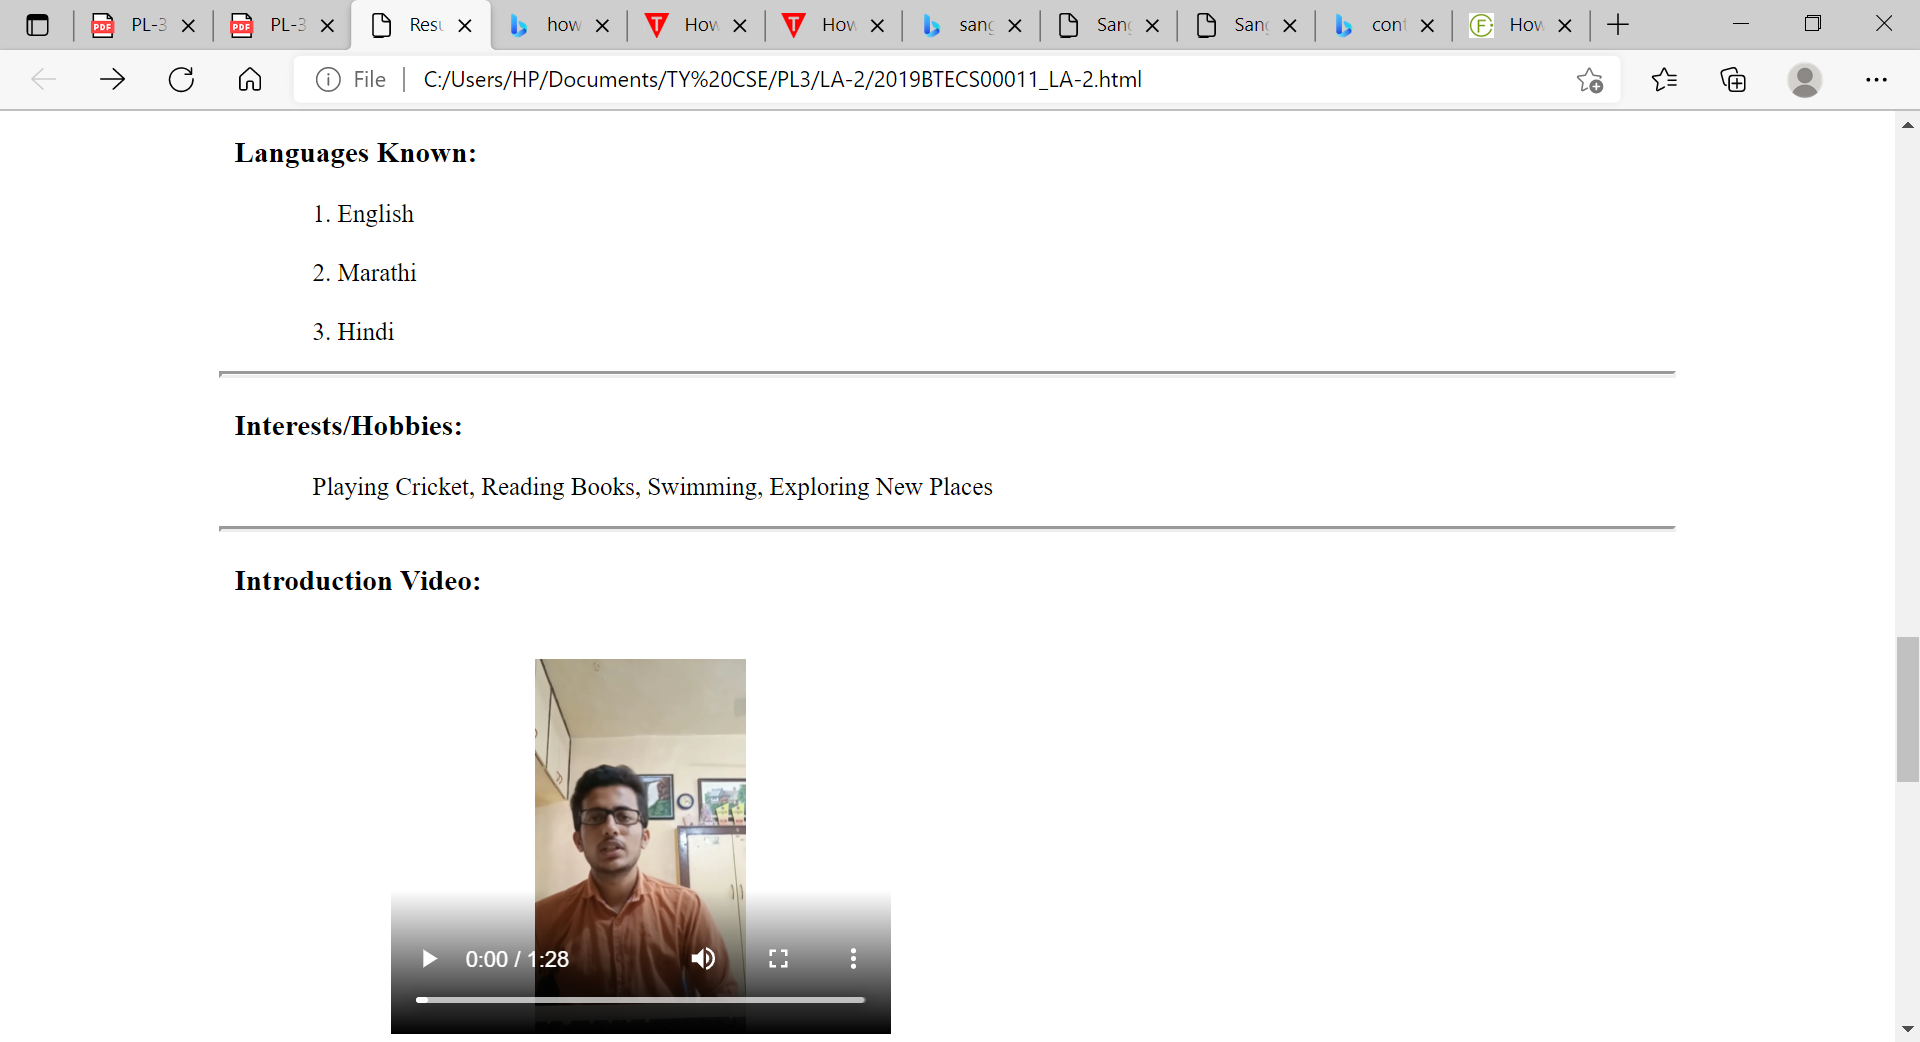 PL-3
PL-3
Resu
how
How
How
sang
Sang
Sang
cont
How
File
C:/Users/HP/Documents/TY%20CSE/PL3/LA-2/2019BTECS00011_LA-2.html
Languages Known:
1. English
2. Marathi
3. Hindi
Interests/Hobbies:
Playing Cricket, Reading Books, Swimming, Exploring New Places
Introduction Video:
0:00 / 1:28